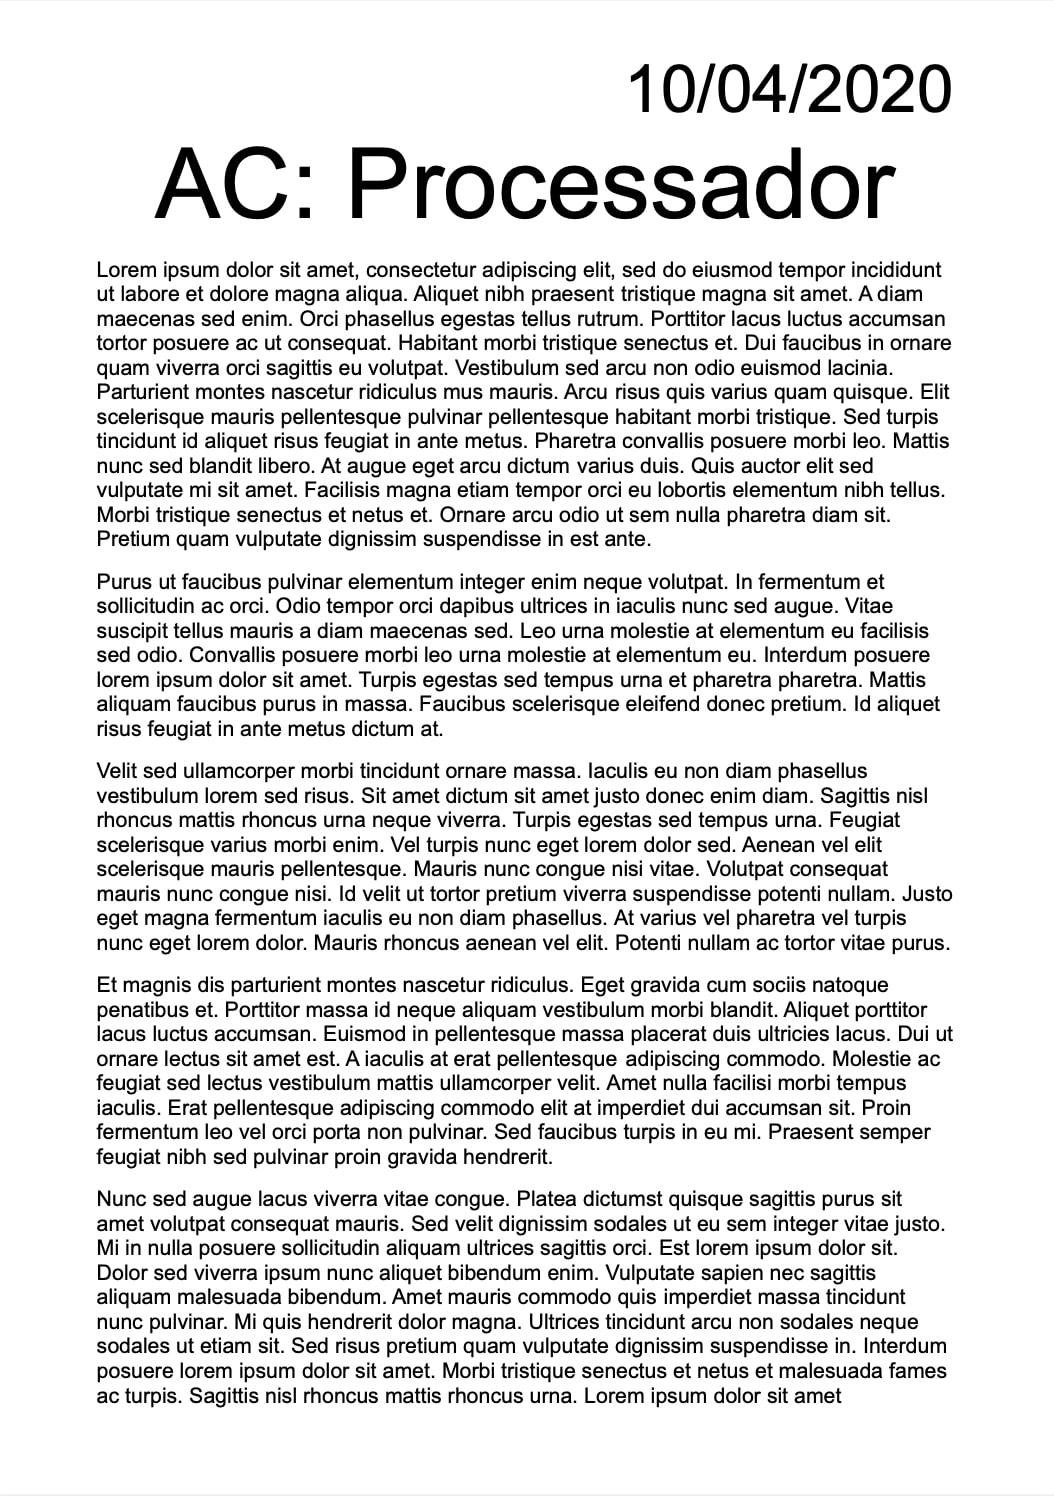 10/04/2020
AC: Processador
Lorem ipsum dolor sit amet, consectetur adipiscing elit, sed do eiusmod tempor incididunt
ut labore et dolore magna aliqua. Aliquet nibh praesent tristique magna sit amet. A diam
maecenas sed enim. Orci phasellus egestas tellus rutrum. Porttitor lacus luctus accumsan
tortor posuere ac ut consequat. Habitant morbi tristique senectus et. Dui faucibus in ornare
quam viverra orci sagittis eu volutpat. Vestibulum sed arcu non odio euismod lacinia.
Parturient montes nascetur ridiculus mus mauris. Arcu risus quis varius quam quisque. Elit
scelerisque mauris pellentesque pulvinar pellentesque habitant morbi tristique. Sed turpis
tincidunt id aliquet risus feugiat in ante metus. Pharetra convallis posuere morbi leo. Mattis
nunc sed blandit libero. At augue eget arcu dictum varius duis. Quis auctor elit sed
vulputate mi sit amet. Facilisis magna etiam tempor orci eu lobortis elementum nibh tellus.
Morbi tristique senectus et netus et. Ornare arcu odio ut sem nulla pharetra diam sit.
Pretium quam vulputate dignissim suspendisse in est ante.
Purus ut faucibus pulvinar elementum integer enim neque volutpat. In fermentum et
sollicitudin ac orci. Odio tempor orci dapibus ultrices in iaculis nunc sed augue. Vitae
suscipit tellus mauris a diam maecenas sed. Leo urna molestie at elementum eu facilisis
sed odio. Convallis posuere morbi leo urna molestie at elementum eu. Interdum posuere
lorem ipsum dolor sit amet. Turpis egestas sed tempus urna et pharetra pharetra. Mattis
aliquam faucibus purus in massa. Faucibus scelerisque eleifend donec pretium. Id aliquet
risus feugiat in ante metus dictum at.
Velit sed ullamcorper morbi tincidunt ornare massa. Iaculis eu non diam phasellus
vestibulum lorem sed risus. Sit amet dictum sit amet justo donec enim diam. Sagittis nisl
rhoncus mattis rhoncus urna neque viverra. Turpis egestas sed tempus urna. Feugiat
scelerisque varius morbi enim. Vel turpis nunc eget lorem dolor sed. Aenean vel elit
scelerisque mauris pellentesque. Mauris nunc congue nisi vitae. Volutpat consequat
mauris nunc congue nisi. Id velit ut tortor pretium viverra suspendisse potenti nullam. Justo
eget magna fermentum iaculis eu non diam phasellus. At varius vel pharetra vel turpis
nunc eget lorem dolor. Mauris rhoncus aenean vel elit. Potenti nullam ac tortor vitae purus.
Et magnis dis parturient montes nascetur ridiculus. Eget gravida cum sociis natoque
penatibus et. Porttitor massa id neque aliquam vestibulum morbi blandit. Aliquet porttitor
lacus luctus accumsan. Euismod in pellentesque massa placerat duis ultricies lacus. Dui ut
ornare lectus sit amet est. A iaculis at erat pellentesque adipiscing commodo. Molestie ac
feugiat sed lectus vestibulum mattis ullamcorper velit. Amet nulla facilisi morbi tempus
iaculis. Erat pellentesque adipiscing commodo elit at imperdiet dui accumsan sit. Proin
fermentum leo vel orci porta non pulvinar. Sed faucibus turpis in eu mi. Praesent semper
feugiat nibh sed pulvinar proin gravida hendrerit.
Nunc sed augue lacus viverra vitae congue. Platea dictumst quisque sagittis purus sit
amet volutpat consequat mauris. Sed velit dignissim sodales ut eu sem integer vitae justo.
Mi in nulla posuere sollicitudin aliquam ultrices sagittis orci. Est lorem ipsum dolor sit.
Dolor sed viverra ipsum nunc aliquet bibendum enim. Vulputate sapien nec sagittis
aliquam malesuada bibendum. Amet mauris commodo quis imperdiet massa tincidunt
nunc pulvinar. Mi quis hendrerit dolor magna. Ultrices tincidunt arcu non sodales neque
sodales ut etiam sit. Sed risus pretium quam vulputate dignissim suspendisse in. Interdum
posuere lorem ipsum dolor sit amet. Morbi tristique senectus et netus et malesuada fames
ac turpis. Sagittis nisl rhoncus mattis rhoncus urna. Lorem ipsum dolor sit amet